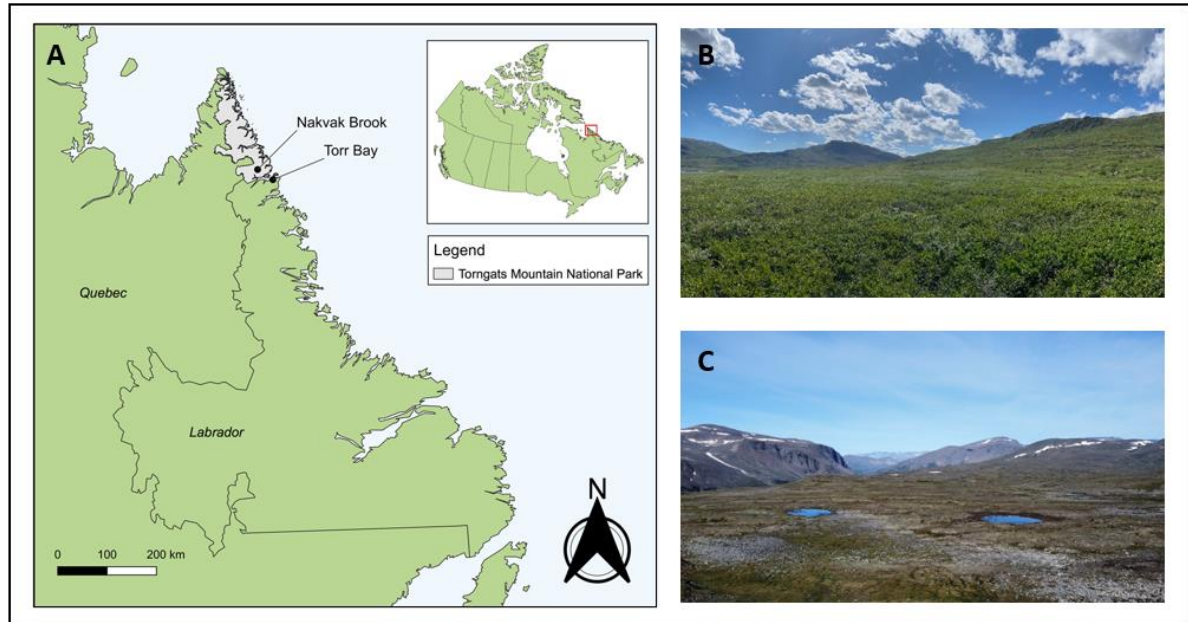 A
Nakvak Brook
Torr Bay
Legend
Torngats Mountain National Park
Quebec
Labrador
N
0 100 200 km
B
C